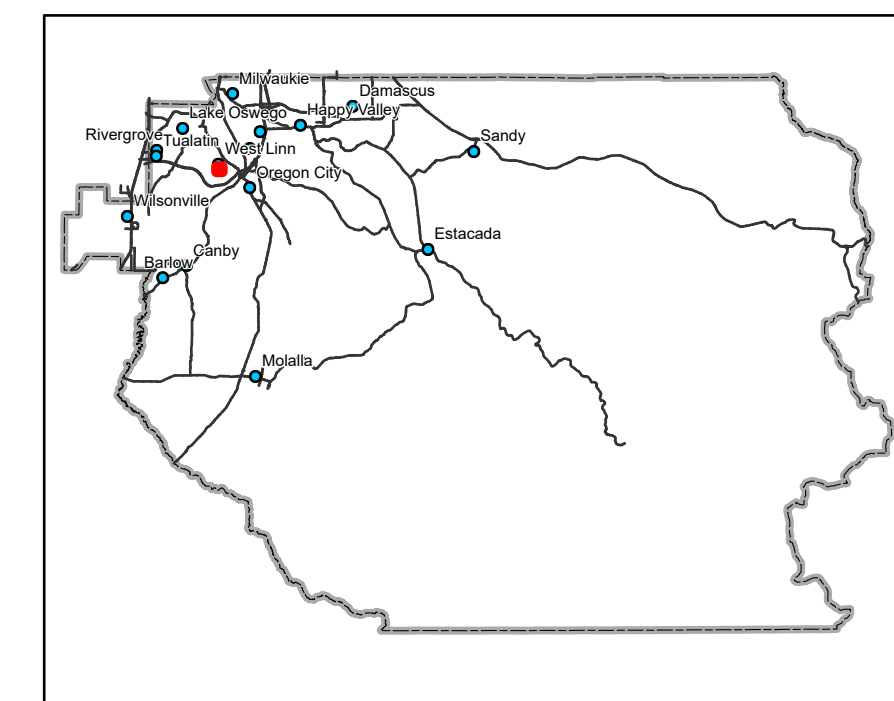 Milwaukie
Damascus
Lake Oswego
Happy Valley
Rivergrove
Tualatin
West Linn
Sandy
Oregon City
Wilsonville
Estacada
Canby
Barlow
Molalla